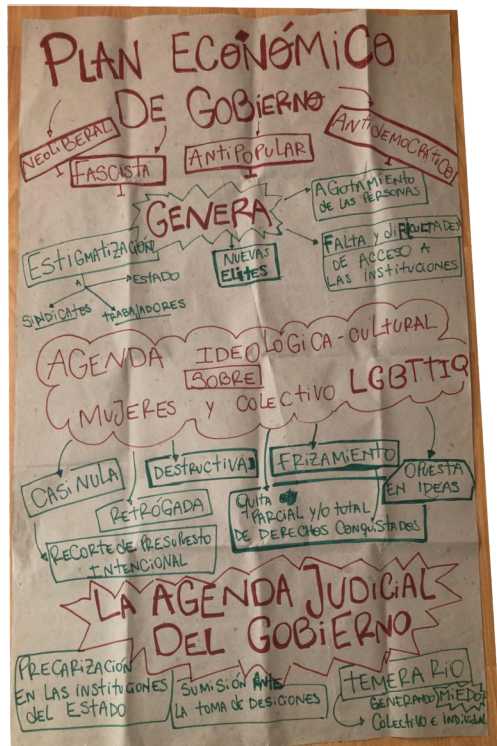 PLAN ECONÓMICO
DE GOBIERNO
NEOLIBERAL
FASCISTA
ANTIPOPULAR
ANTIDEMOCRÁTICO
GENERA
AGOTAMIENTO
DE LAS PERSONAS
ESTIGMATIZACIÓN
ESTADO
SINDICATOS
TRABAJADORES
NUEVAS
ELITES
FALTA y diFICULTADES
DE ACCESO A
LAS INSTITUCIONES
AGENDA IDEOLÓGICA-CULTURAL
SOBRE
MUJERES Y COLECTIVO LGBTTIQ
CASI NULA
RETRÓGADA
DESTRUCTIVA
FRIZAMIENTO
OPUESTA
EN IDEAS
RECORTE DE PRESUPUESTO
INTENCIONAL
QUITA
PARCIAL Y/O TOTAL
DE DERECHOS CONQUISTADOS
LA AGENDA JUDICIAL
DEL GOBIERNO
PRECARIZACIÓN
EN LAS INSTITUCIONES
DEL ESTADO
SUMISIÓN ANTE
LA TOMA DE DESICIONES
TEMERARIO
GENERANDO MIEDO
COLECTIVO E INDIVIDUAL